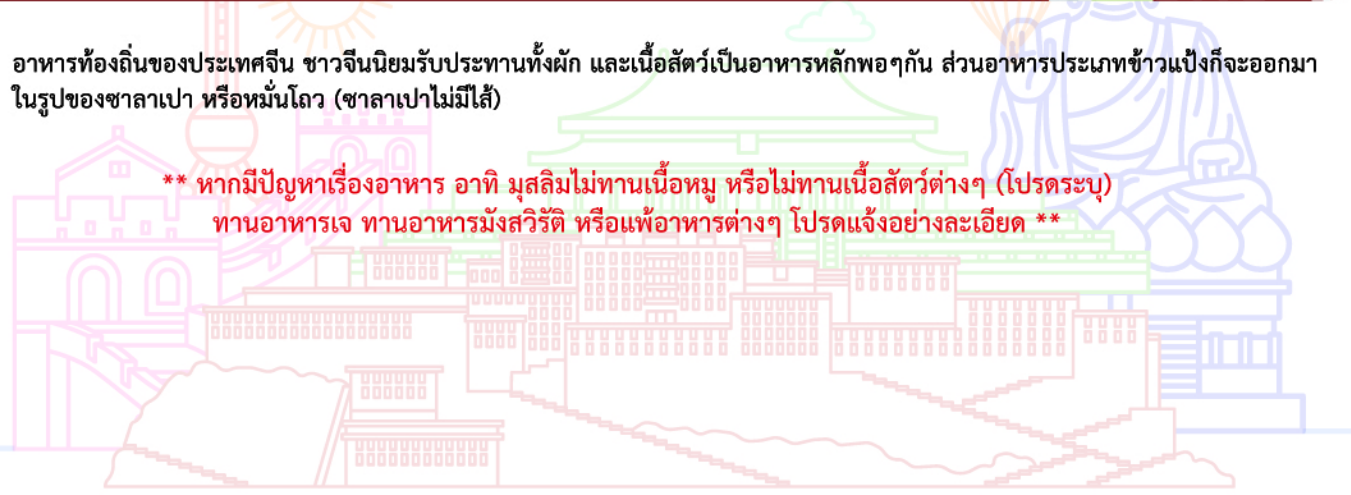 อาหารท้องถิ่นของประเทศจีน ชาวจีนนิยมรับประทานทั้งผัก และเนื้อสัตว์เป็นอาหารหลักพอๆกัน ส่วนอาหารประเภทข้าวแป้งก็จะออกมา
ในรูปของซาลาเปา หรือหมั่นโถว (ซาลาเปาไม่มีไส้)
** หากมีปัญหาเรื่องอาหาร อาทิ มุสลิมไม่ทานเนื้อหมู หรือไม่ทานเนื้อสัตว์ต่างๆ (โปรดระบุ)
ทานอาหารเจ ทานอาหารมังสวิรัติ หรือแพ้อาหารต่างๆ โปรดแจ้งอย่างละเอียด **